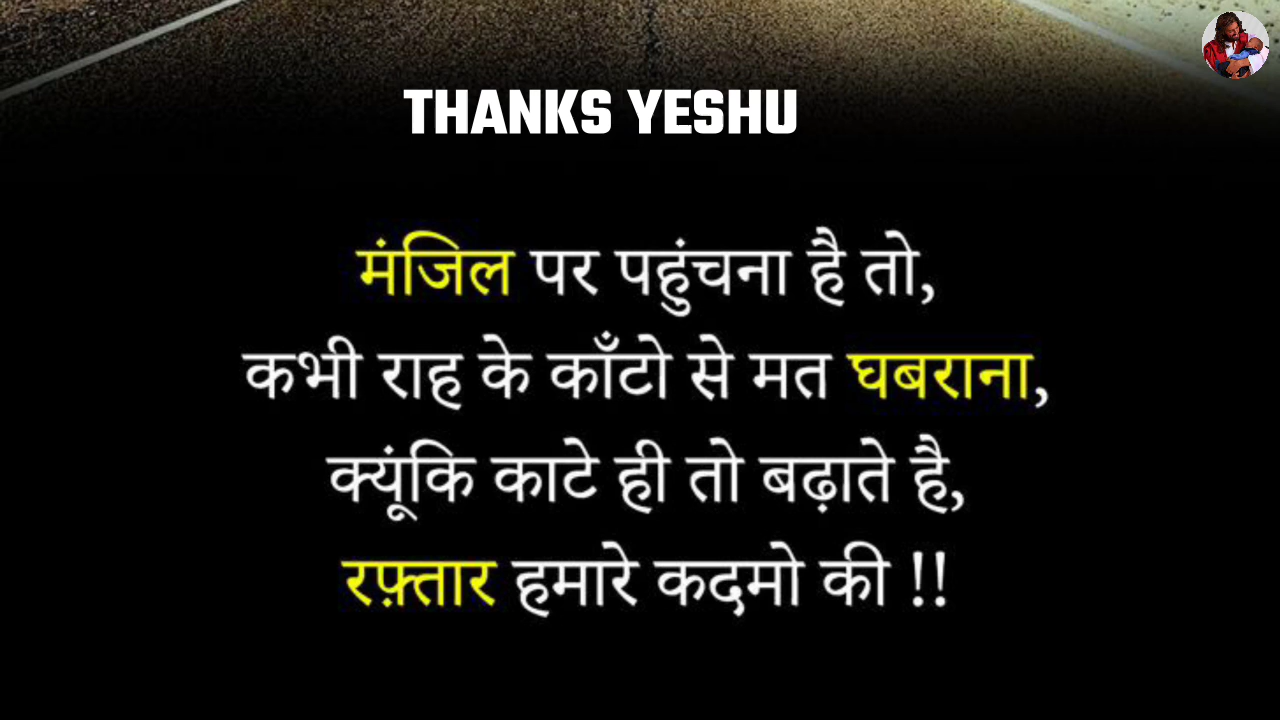 THANKS YESHU
मंजिल पर पहुंचना है तो,
कभी राह के काँटो से मत घबराना,
क्यूंकि काटे ही तो बढ़ाते है,
रफ़्तार हमारे कदमो की !!